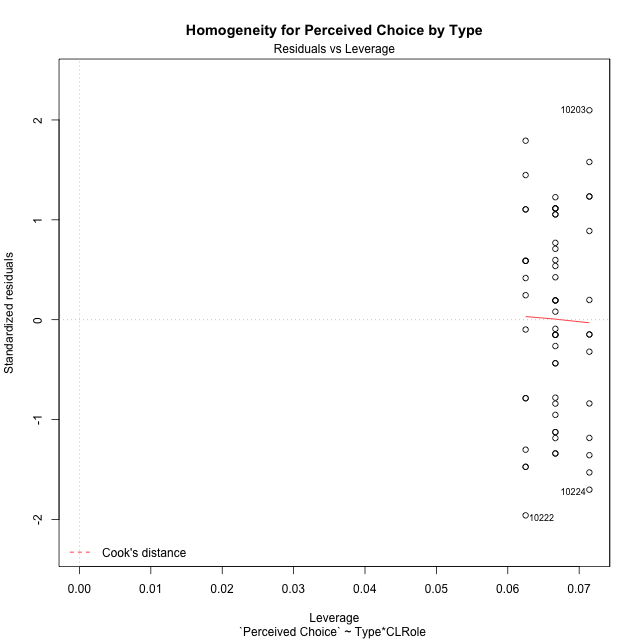 Homogeneity for Perceived Choice by Type
Residuals vs Leverage
10203
2
1
0
-1
-2
Standardized residuals
10224
10222
Cook's distance
0.00 0.01 0.02 0.03 0.04 0.05 0.06 0.07
Leverage
`Perceived Choice` ~ Type*CLRole